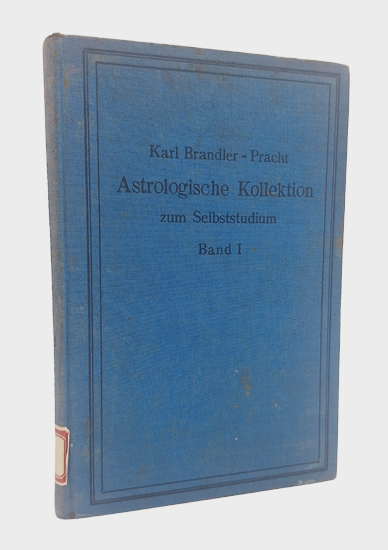 Karl Brandler-Pracht
Astrologische Kollektion
zum Selbststudium
Band I